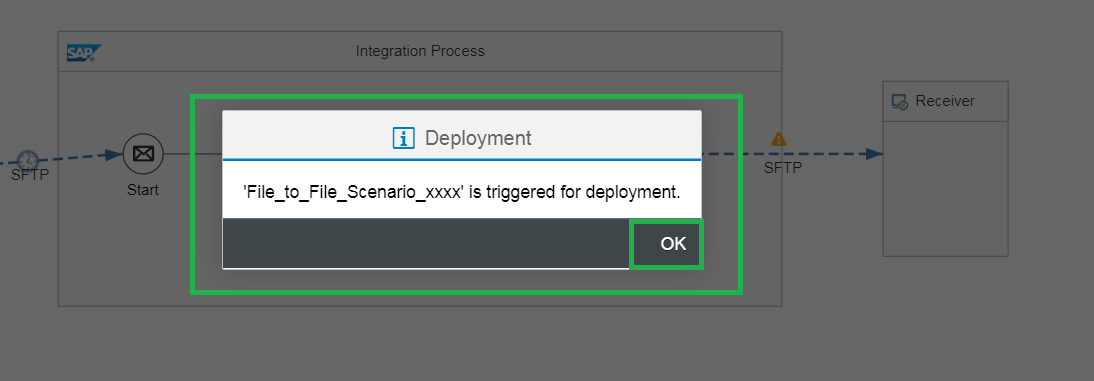 SAP
Integration Process
Receiver
Deployment
SFTP
SFTP
Start
'File_to_File_Scenario_xxxx' is triggered for deployment.
OK